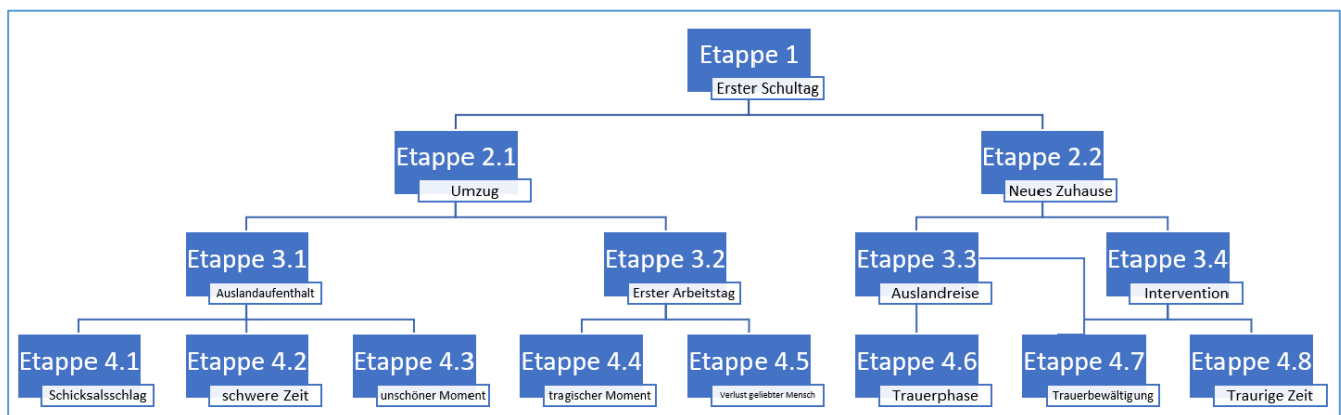 Etappe 1
Erster Schultag
Etappe 2.1
Umzug
Etappe 2.2
Neues Zuhause
Etappe 3.1
Auslandaufenthalt
Etappe 3.2
Erster Arbeitstag
Etappe 3.3
Auslandreise
Etappe 3.4
Intervention
Etappe 4.1
Schicksalsschlag
Etappe 4.2
schwere Zeit
Etappe 4.3
unschöner Moment
Etappe 4.4
tragischer Moment
Etappe 4.5
Verlust geliebter Mensch
Etappe 4.6
Trauerphase
Etappe 4.7
Trauerbewältigung
Etappe 4.8
Traurige Zeit